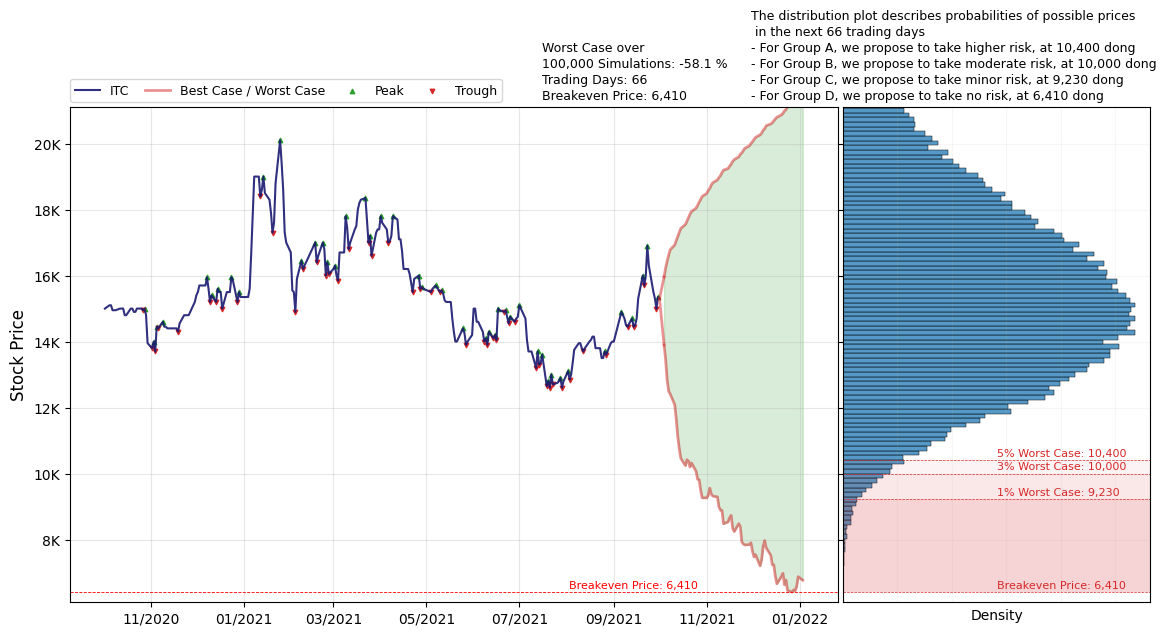 The distribution plot describes probabilities of possible prices
in the next 66 trading days
- For Group A, we propose to take higher risk, at 10,400 dong
- For Group B, we propose to take moderate risk, at 10,000 dong
- For Group C, we propose to take minor risk, at 9,230 dong
- For Group D, we propose to take no risk, at 6,410 dong
Worst Case over
100,000 Simulations: -58.1 %
Trading Days: 66
Breakeven Price: 6,410
ITC
Best Case / Worst Case
Peak
Trough
Stock Price
20K
18K
16K
14K
12K
10K
8K
Breakeven Price: 6,410
11/2020
01/2021
03/2021
05/2021
07/2021
09/2021
11/2021
01/2022
5% Worst Case: 10,400
3% Worst Case: 10,000
1% Worst Case: 9,230
Breakeven Price: 6,410
Density